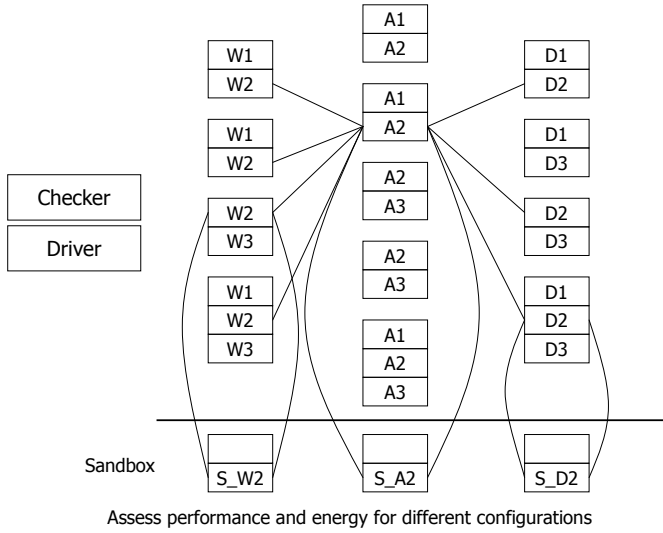 Checker
Driver
W1
W2
W1
W2
W2
W3
W1
W2
W3
A1
A2
A1
A2
A2
A3
A2
A3
A1
A2
A3
D1
D2
D1
D3
D2
D3
D1
D2
D3
Sandbox
S_W2
S_A2
S_D2
Assess performance and energy for different configurations